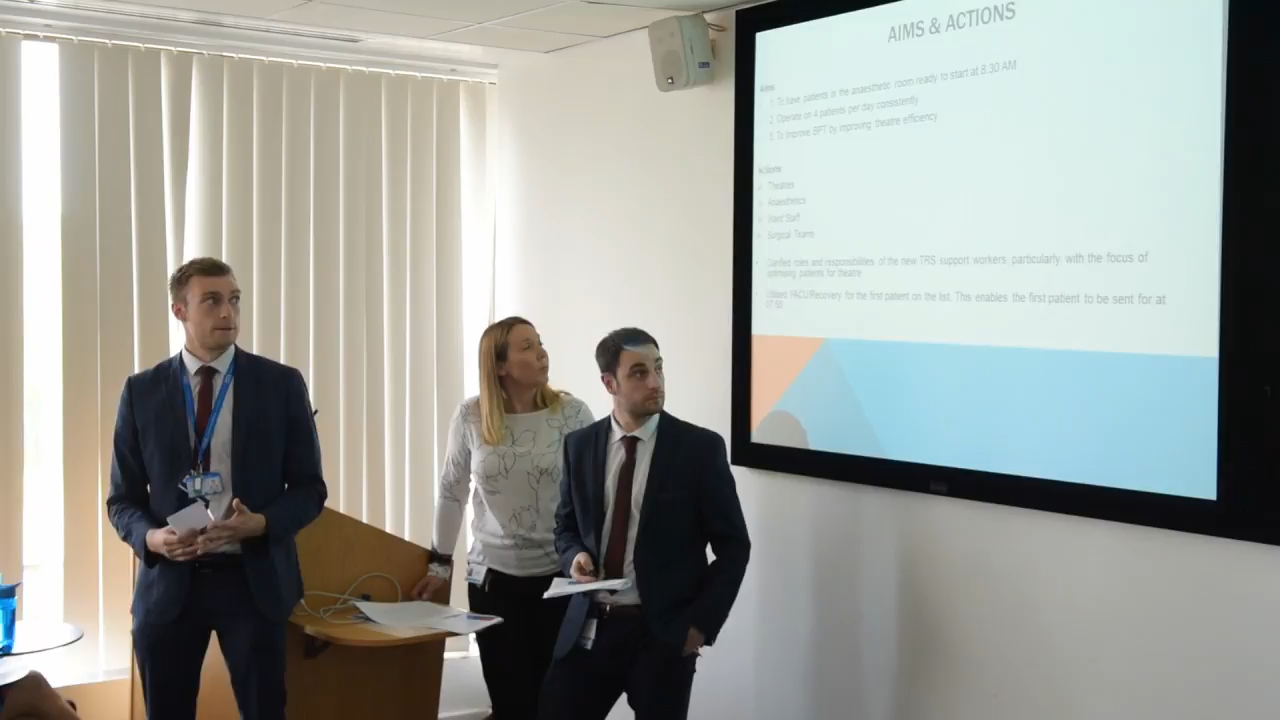 AIMS & ACTIONS
Aims
1. To have patients in the anaesthetic room ready to start at 8:30 AM
2. Operate on 4 patients per day consistently
3. To improve BPT by improving theatre efficiency
Actions
Theatres
Anaesthetics
Ward Staff
Surgical Teams
Clarified roles and responsibilities of the new TRS support workers, particularly with the focus of
optimising patients for theatre
Utilised PACU/Recovery for the first patient on the list. This enables the first patient to be sent for at